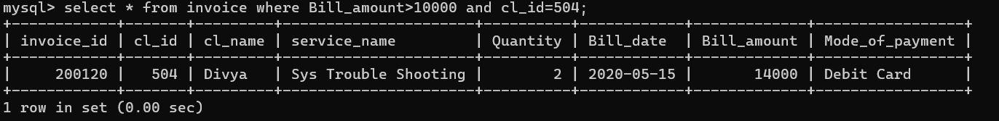 mysql> select * from invoice where Bill_amount>10000 and cl_id=504;
+------------+-------+---------+----------------------+----------+------------+-------------+-----------------+
| invoice_id | cl_id | cl_name | service_name         | Quantity | Bill_date  | Bill_amount | Mode_of_payment |
+------------+-------+---------+----------------------+----------+------------+-------------+-----------------+
|     200120 |   504 | Divya   | Sys Trouble Shooting |        2 | 2020-05-15 |       14000 | Debit Card      |
+------------+-------+---------+----------------------+----------+------------+-------------+-----------------+
1 row in set (0.00 sec)